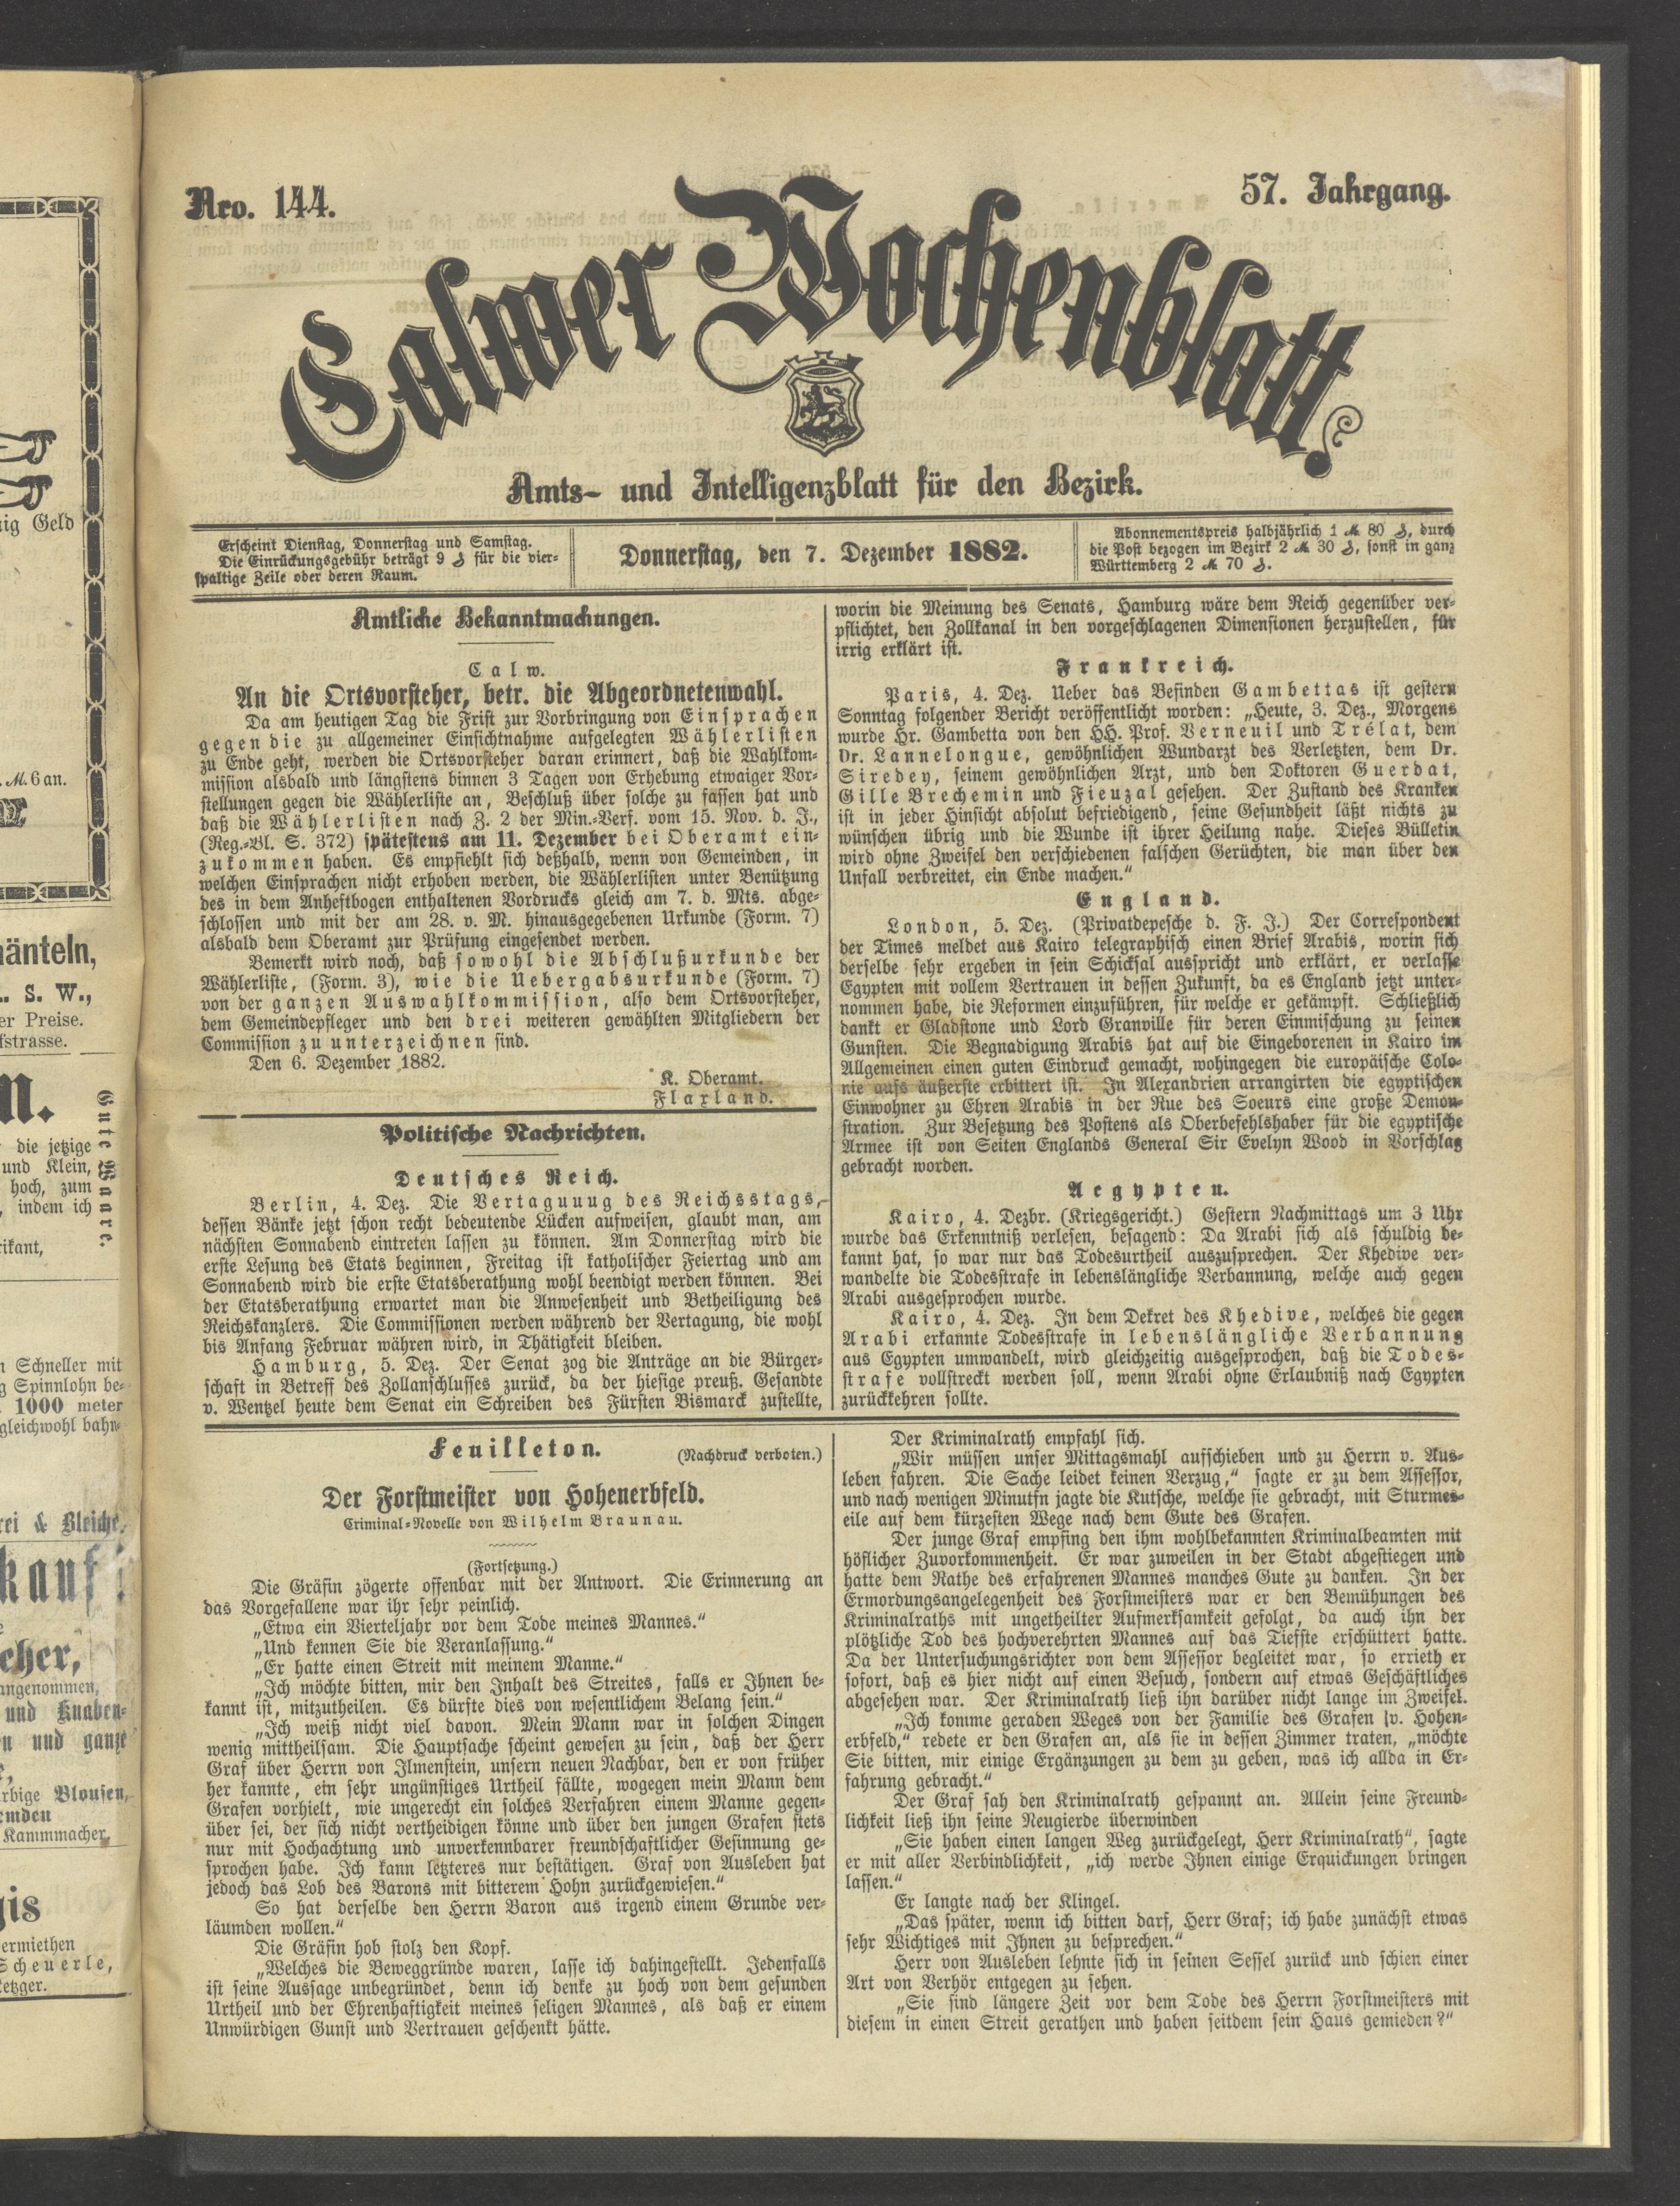 Nro. 144.
57. Jahrgang.
Calwer Wochenblatt.
Amts- und Intelligenzblatt für den Bezirk.
Erscheint Dienstag, Donnerstag und Samstag.
Die Einrückungsgebühr beträgt 9 ₰ für die vier-
spaltige Zeile oder deren Raum.
Donnerstag, den 7. Dezember 1882.
Abonnementspreis halbjährlich 1 ℳ 80 ₰, durch
die Post bezogen im Bezirk 2 ℳ 30 ₰, sonst in ganz
Württemberg 2 ℳ 70 ₰.
Amtliche Bekanntmachungen.
Calw.
An die Ortsvorsteher, betr. die Abgeordnetenwahl.
Da am heutigen Tag die Frist zur Vorbringung von Einsprachen
gegen die zu allgemeiner Einsichtnahme aufgelegten Wählerlisten
zu Ende geht, werden die Ortsvorsteher daran erinnert, daß die Wahlkom-
mission alsbald und längstens binnen 3 Tagen von Erhebung etwaiger Vor-
stellungen gegen die Wählerliste an, Beschluß über solche zu fassen hat und
daß die Wählerlisten nach Z. 2 der Min.-Verf. vom 15. Nov. d. J.,
(Reg.-Bl. S. 372) spätestens am 11. Dezember bei Oberamt ein-
zukommen haben. Es empfiehlt sich deßhalb, wenn von Gemeinden, in
welchen Einsprachen nicht erhoben werden, die Wählerlisten unter Benützung
des in dem Anheftbogen enthaltenen Vordrucks gleich am 7. d. Mts. abge-
schlossen und mit der am 28. v. M. hinausgegebenen Urkunde (Form. 7)
alsbald dem Oberamt zur Prüfung eingesendet werden.
Bemerkt wird noch, daß sowohl die Abschlußurkunde der
Wählerliste, (Form. 3), wie die Uebergabsurkunde (Form. 7)
von der ganzen Auswahlkommission, also dem Ortsvorsteher,
dem Gemeindepfleger und den drei weiteren gewählten Mitgliedern der
Commission zu unterzeichnen sind.
Den 6. Dezember 1882.
K. Oberamt.
Flaxland.
Politische Nachrichten.
Deutsches Reich.
Berlin, 4. Dez. Die Vertaguuug des Reichsstags,
dessen Bänke jetzt schon recht bedeutende Lücken aufweisen, glaubt man, am
nächsten Sonnabend eintreten lassen zu können. Am Donnerstag wird die
erste Lesung des Etats beginnen, Freitag ist katholischer Feiertag und am
Sonnabend wird die erste Etatsberathung wohl beendigt werden können. Bei
der Etatsberathung erwartet man die Anwesenheit und Betheiligung des
Reichskanzlers. Die Commissionen werden während der Vertagung, die wohl
bis Anfang Februar währen wird, in Thätigkeit bleiben.
Hamburg, 5. Dez. Der Senat zog die Anträge an die Bürger-
schaft in Betreff des Zollanschlusses zurück, da der hiesige preuß. Gesandte
v. Wentzel heute dem Senat ein Schreiben des Fürsten Bismarck zustellte,
worin die Meinung des Senats, Hamburg wäre dem Reich gegenüber ver-
pflichtet, den Zollkanal in den vorgeschlagenen Dimensionen herzustellen, für
irrig erklärt ist.
Frankreich.
Paris, 4. Dez. Ueber das Befinden Gambettas ist gestern
Sonntag folgender Bericht veröffentlicht worden: „Heute, 3. Dez., Morgens
wurde Hr. Gambetta von den HH. Prof. Verneuil und Trélat, dem
Dr. Lannelongue, gewöhnlichen Wundarzt des Verletzten, dem Dr.
Siredey, seinem gewöhnlichen Arzt, und den Doktoren Guerdat,
Gille Brechemin und Fieuzal gesehen. Der Zustand des Kranken
ist in jeder Hinsicht absolut befriedigend, seine Gesundheit läßt nichts zu
wünschen übrig und die Wunde ist ihrer Heilung nahe. Dieses Bülletin
wird ohne Zweifel den verschiedenen falschen Gerüchten, die man über den
Unfall verbreitet, ein Ende machen.“
England.
London, 5. Dez. (Privatdepesche d. F. J.) Der Correspondent
der Times meldet aus Kairo telegraphisch einen Brief Arabis, worin sich
derselbe sehr ergeben in sein Schicksal ausspricht und erklärt, er verlasse
Egypten mit vollem Vertrauen in dessen Zukunft, da es England jetzt unter-
nommen habe, die Reformen einzuführen, für welche er gekämpft. Schließlich
dankt er Gladstone und Lord Granville für deren Einmischung zu seinen
Gunsten. Die Begnadigung Arabis hat auf die Eingeborenen in Kairo im
Allgemeinen einen guten Eindruck gemacht, wohingegen die europäische Colo-
nie aufs äußerste erbittert ist. In Alexandrien arrangirten die egyptischen
Einwohner zu Ehren Arabis in der Rue des Soeurs eine große Demon-
stration. Zur Besetzung des Postens als Oberbefehlshaber für die egyptische
Armee ist von Seiten Englands General Sir Evelyn Wood in Vorschlag
gebracht worden.
Aegypten.
Kairo, 4. Dezbr. (Kriegsgericht.) Gestern Nachmittags um 3 Uhr
wurde das Erkenntniß verlesen, besagend: Da Arabi sich als schuldig be-
kannt hat, so war nur das Todesurtheil auszusprechen. Der Khedive ver-
wandelte die Todesstrafe in lebenslängliche Verbannung, welche auch gegen
Arabi ausgesprochen wurde.
Kairo, 4. Dez. In dem Dekret des Khedive, welches die gegen
Arabi erkannte Todesstrafe in lebenslängliche Verbannung
aus Egypten umwandelt, wird gleichzeitig ausgesprochen, daß die Todes-
strafe vollstreckt werden soll, wenn Arabi ohne Erlaubniß nach Egypten
zurückkehren sollte.
Feuilleton.
(Nachdruck verboten.)
Der Forstmeister von Hohenerbfeld.
Criminal-Novelle von Wilhelm Braunau.
(Fortsetzung.)
Die Gräfin zögerte offenbar mit der Antwort. Die Erinnerung an
das Vorgefallene war ihr sehr peinlich.
„Etwa ein Vierteljahr vor dem Tode meines Mannes.“
„Und kennen Sie die Veranlassung.“
„Er hatte einen Streit mit meinem Manne.“
„Ich möchte bitten, mir den Inhalt des Streites, falls er Ihnen be-
kannt ist, mitzutheilen. Es dürfte dies von wesentlichem Belang sein.“
„Ich weiß nicht viel davon. Mein Mann war in solchen Dingen
wenig mittheilsam. Die Hauptsache scheint gewesen zu sein, daß der Herr
Graf über Herrn von Ilmenstein, unsern neuen Nachbar, den er von früher
her kannte, ein sehr ungünstiges Urtheil fällte, wogegen mein Mann dem
Grafen vorhielt, wie ungerecht ein solches Verfahren einem Manne gegen-
über sei, der sich nicht vertheidigen könne und über den jungen Grafen stets
nur mit Hochachtung und unverkennbarer freundschaftlicher Gesinnung ge-
sprochen habe. Ich kann letzteres nur bestätigen. Graf von Ausleben hat
jedoch das Lob des Barons mit bitterem Hohn zurückgewiesen.“
So hat derselbe den Herrn Baron aus irgend einem Grunde ver-
läumden wollen.“
Die Gräfin hob stolz den Kopf.
„Welches die Beweggründe waren, lasse ich dahingestellt. Jedenfalls
ist seine Aussage unbegründet, denn ich denke zu hoch von dem gesunden
Urtheil und der Ehrenhaftigkeit meines seligen Mannes, als daß er einem
Unwürdigen Gunst und Vertrauen geschenkt hätte.
Der Kriminalrath empfahl sich.
„Wir müssen unser Mittagsmahl aufschieben und zu Herrn v. Aus-
leben fahren. Die Sache leidet keinen Verzug,“ sagte er zu dem Assessor,
und nach wenigen Minutfn jagte die Kutsche, welche sie gebracht, mit Sturmes-
eile auf dem kürzesten Wege nach dem Gute des Grafen.
Der junge Graf empfing den ihm wohlbekannten Kriminalbeamten mit
höflicher Zuvorkommenheit. Er war zuweilen in der Stadt abgestiegen und
hatte dem Rathe des erfahrenen Mannes manches Gute zu danken. In der
Ermordungsangelegenheit des Forstmeisters war er den Bemühungen des
Kriminalraths mit ungetheilter Aufmerksamkeit gefolgt, da auch ihn der
plötzliche Tod des hochverehrten Mannes auf das Tiefste erschüttert hatte.
Da der Untersuchungsrichter von dem Assessor begleitet war, so errieth er
sofort, daß es hier nicht auf einen Besuch, sondern auf etwas Geschäftliches
abgesehen war. Der Kriminalrath ließ ihn darüber nicht lange im Zweifel.
„Ich komme geraden Weges von der Familie des Grafen v. Hohen-
erbfeld,“ redete er den Grafen an, als sie in dessen Zimmer traten, „möchte
Sie bitten, mir einige Ergänzungen zu dem zu geben, was ich allda in Er-
fahrung gebracht.“
Der Graf sah den Kriminalrath gespannt an. Allein seine Freund-
lichkeit ließ ihn seine Neugierde überwinden
„Sie haben einen langen Weg zurückgelegt, Herr Kriminalrath“, sagte
er mit aller Verbindlichkeit, „ich werde Ihnen einige Erquickungen bringen
lassen.“
Er langte nach der Klingel.
„Das später, wenn ich bitten darf, Herr Graf; ich habe zunächst etwas
sehr Wichtiges mit Ihnen zu besprechen.“
Herr von Ausleben lehnte sich in seinen Sessel zurück und schien einer
Art von Verhör entgegen zu sehen.
„Sie sind längere Zeit vor dem Tode des Herrn Forstmeisters mit
diesem in einen Streit gerathen und haben seitdem sein Haus gemieden?“
Geld
ℳ. 6 an.
S. W.,
Preise.
die jetzige
und Klein,
hoch, zum
indem ich
Gute Waare.
Schneller mit
Spinnlohn be-
1000 meter
gleichwohl bahn-
& Bleiche.
angenommen,
und Knaben-
und ganze
Blousen,
Kammmacher.
Scheuerle,